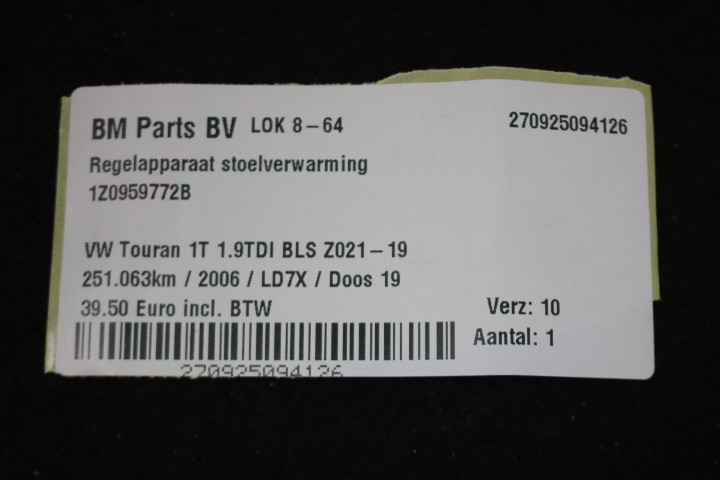 BM Parts BV LOK 8-64 270925094126
Regelapparaat stoelverwarming
1Z0959772B
VW Touran 1T 1.9TDI BLS Z021-19
251.063km / 2006 / LD7X / Doos 19
39.50 Euro incl. BTW Verz: 10
Aantal: 1
270925094126